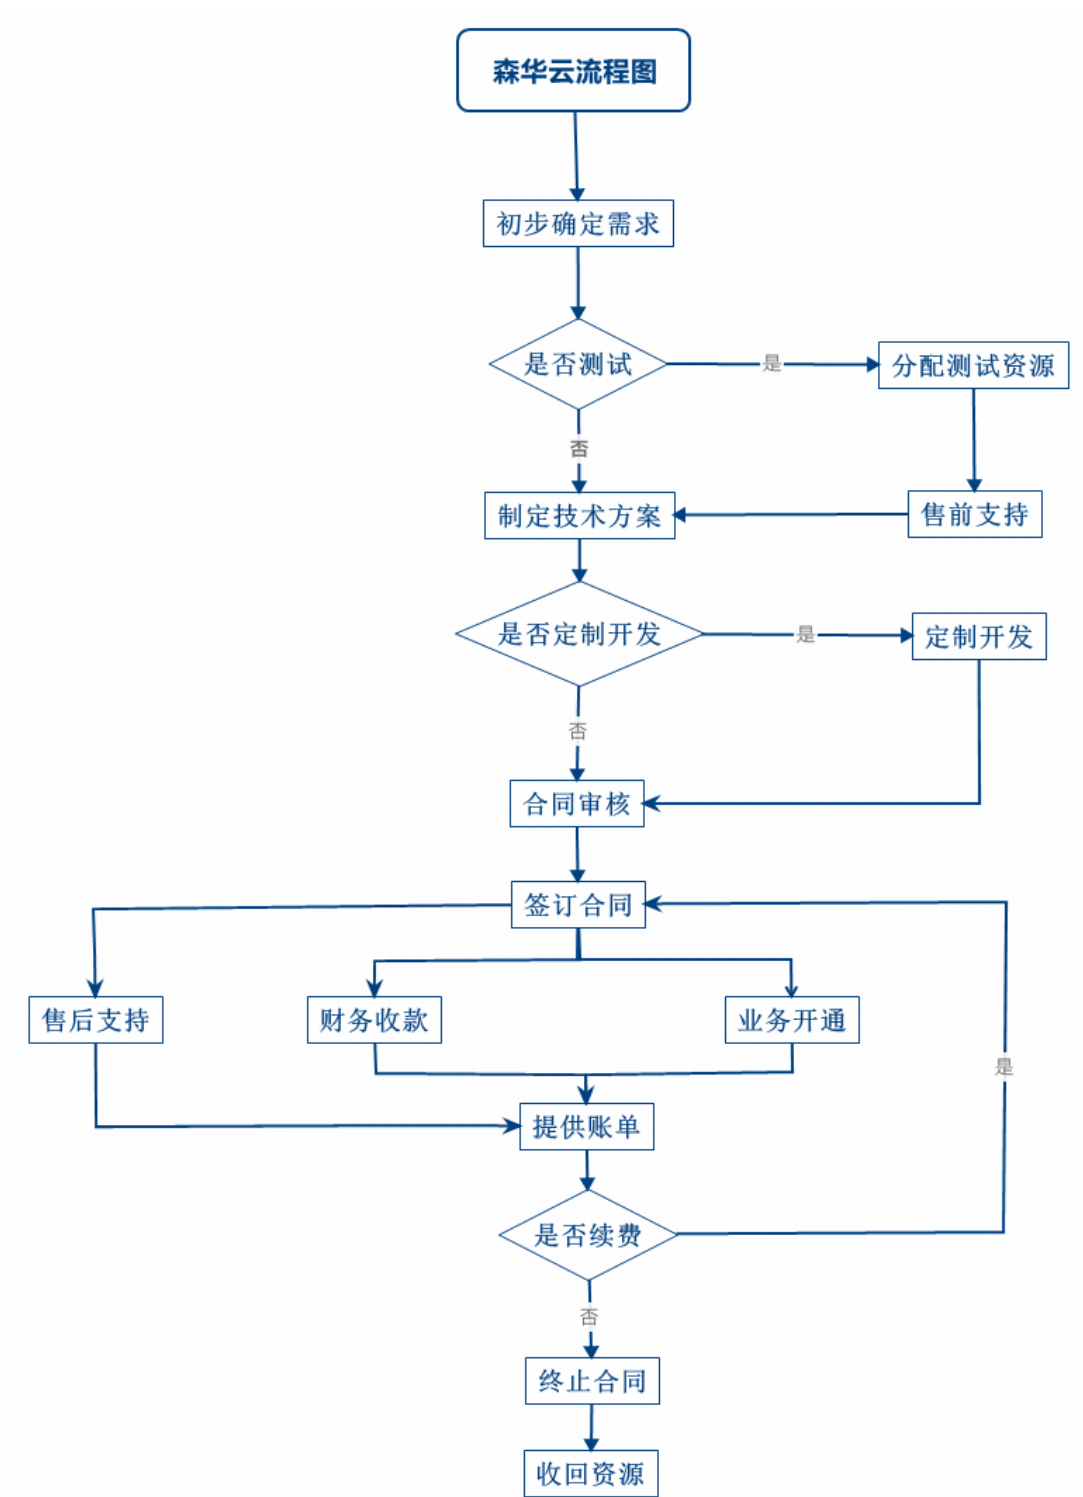 森华云流程图
初步确定需求
是否测试
是
分配测试资源
否
制定技术方案
售前支持
是否定制开发
是
定制开发
否
合同审核
签订合同
售后支持
财务收款
业务开通
是
提供账单
是否续费
否
终止合同
收回资源